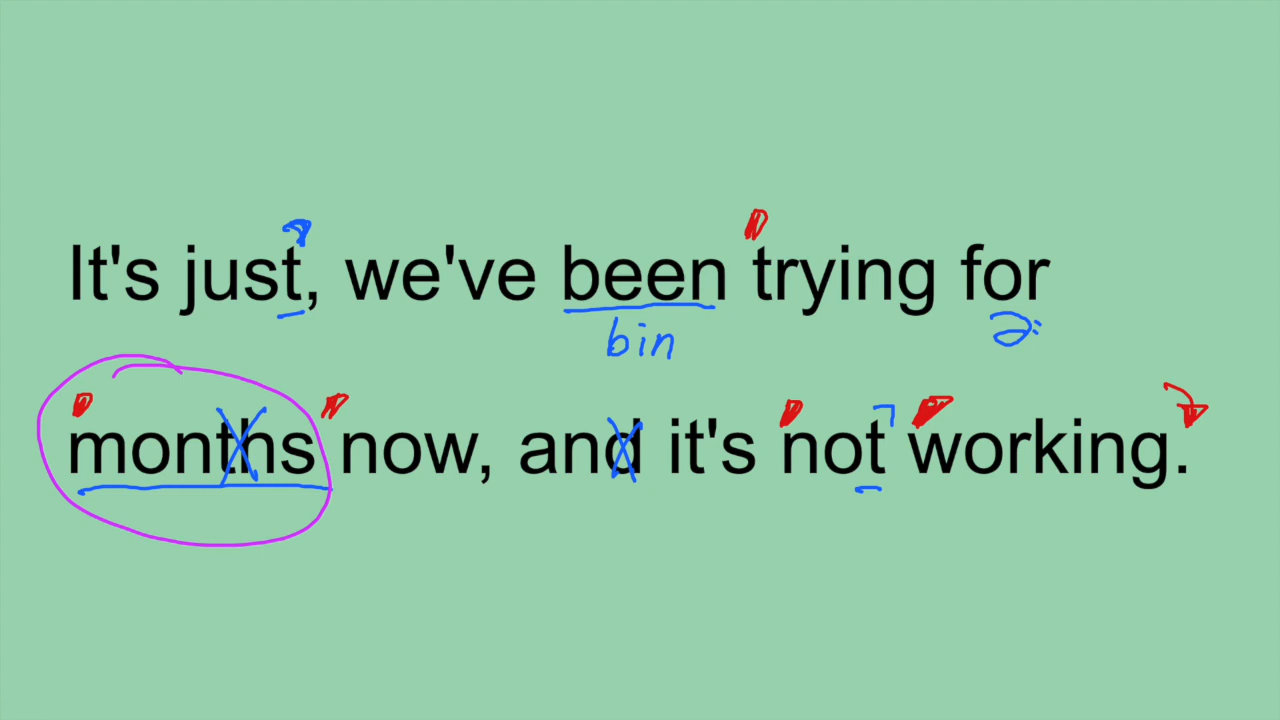 It's just, we've been trying for
bin ə:
months now, and it's not working.